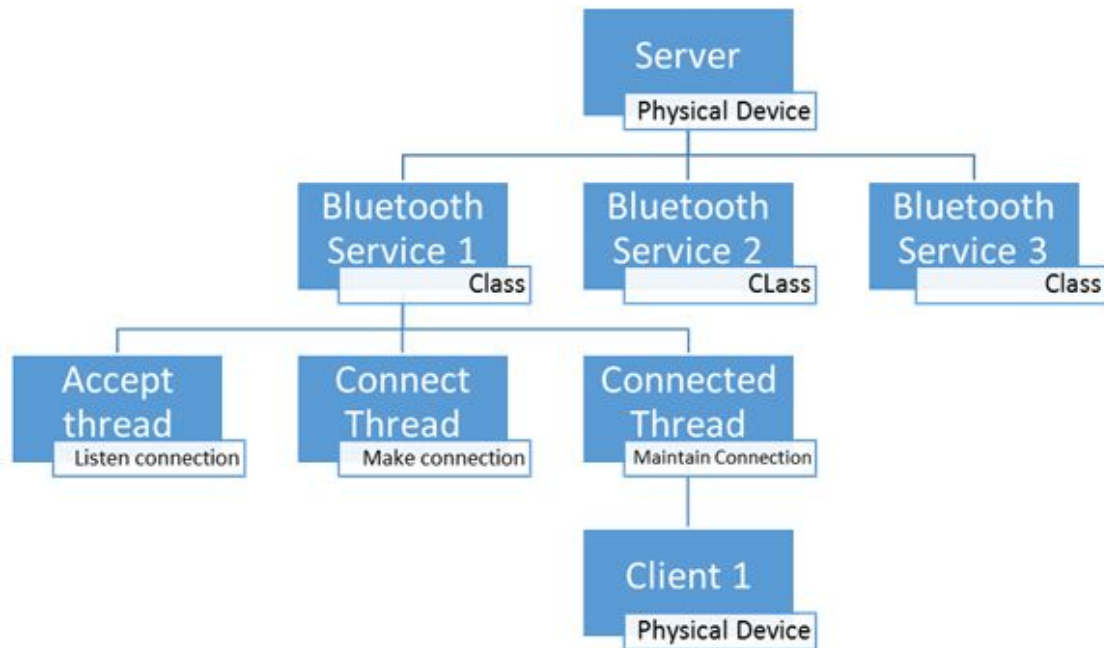 Server
Physical Device
Bluetooth
Service 1
Class
Bluetooth
Service 2
CLass
Bluetooth
Service 3
Class
Accept
thread
Listen connection
Connect
Thread
Make connection
Connected
Thread
Maintain Connection
Client 1
Physical Device